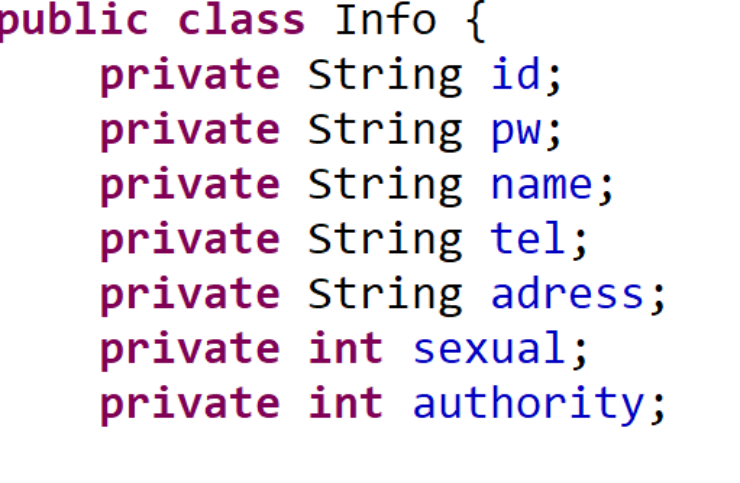 public class Info {
private String id;
private String pw;
private String name;
private String tel;
private String adress;
private int sexual;
private int authority;